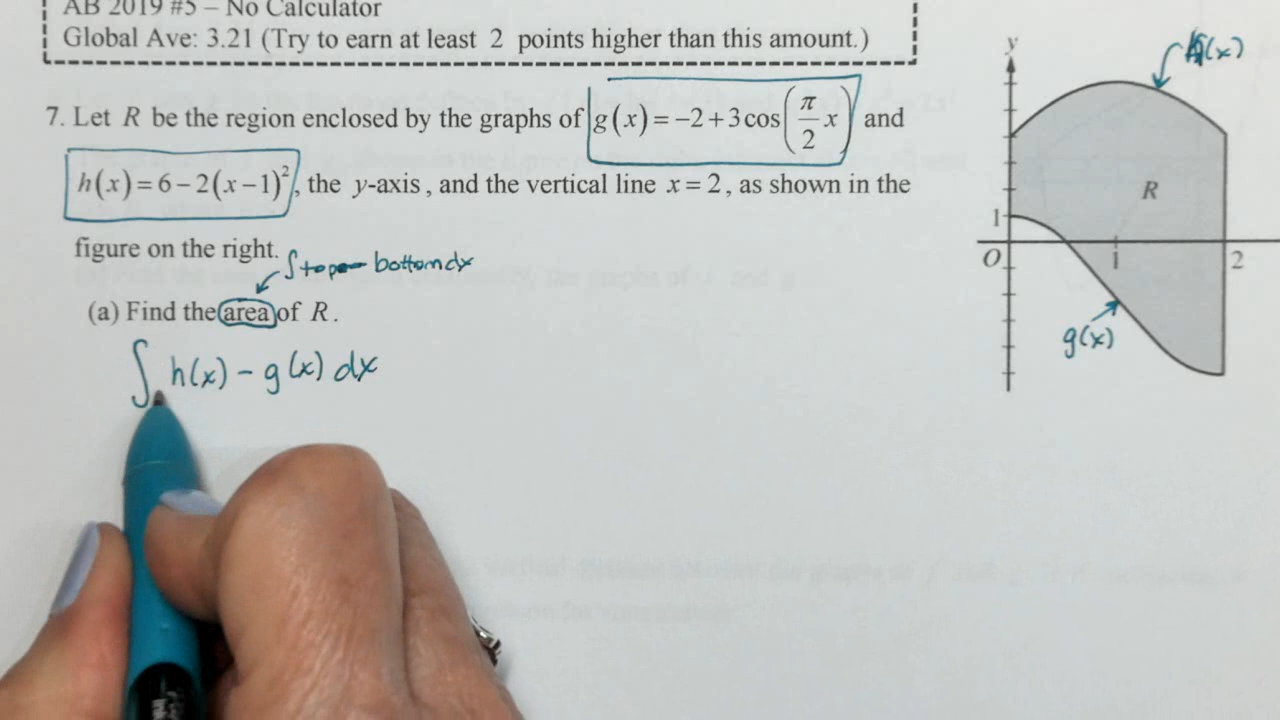 AB 2019 #5 – No Calculator
Global Ave: 3.21 (Try to earn at least 2 points higher than this amount.)
7. Let R be the region enclosed by the graphs of g(x) = −2 + 3cos(π/2 x) and
h(x) = 6 − 2(x − 1)², the y-axis, and the vertical line x = 2, as shown in the
figure on the right.
∫ top − bottom dx
(a) Find the area of R.
∫ h(x) − g(x) dx
y
h(x)
R
1
O
1
2
g(x)